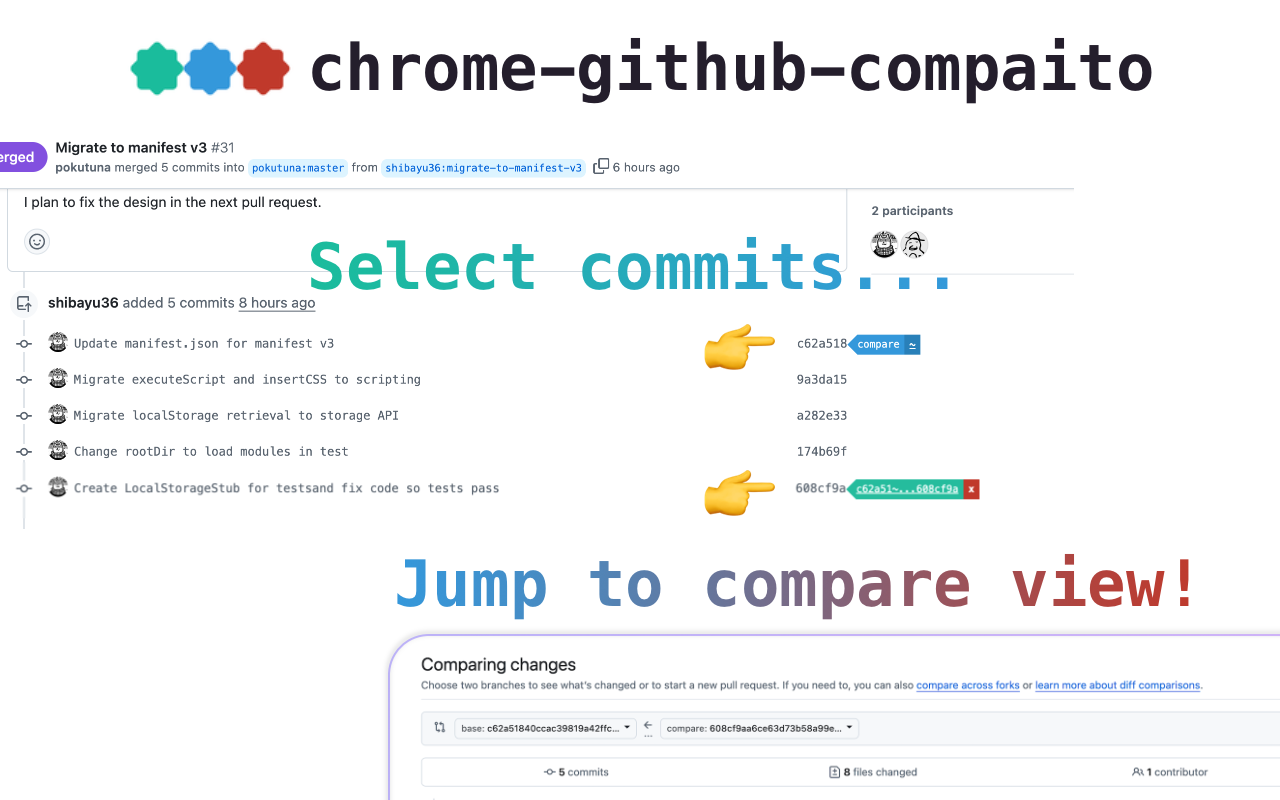 chrome-github-compaito
erged
Migrate to manifest v3 #31
pokutuna merged 5 commits into pokutuna:master from shibayu36:migrate-to-manifest-v3 6 hours ago
I plan to fix the design in the next pull request.
2 participants
Select commits...
shibayu36 added 5 commits 8 hours ago
Update manifest.json for manifest v3 c62a518 compare ~
Migrate executeScript and insertCSS to scripting 9a3da15
Migrate localStorage retrieval to storage API a282e33
Change rootDir to load modules in test 174b69f
Create LocalStorageStub for testsand fix code so tests pass 608cf9a c62a51~...608cf9a x
Jump to compare view!
Comparing changes
Choose two branches to see what's changed or to start a new pull request. If you need to, you can also compare across forks or learn more about diff comparisons.
base: c62a51840ccac39819a42ffc... ... compare: 608cf9aa6ce63d73b58a99e...
5 commits 8 files changed 1 contributor